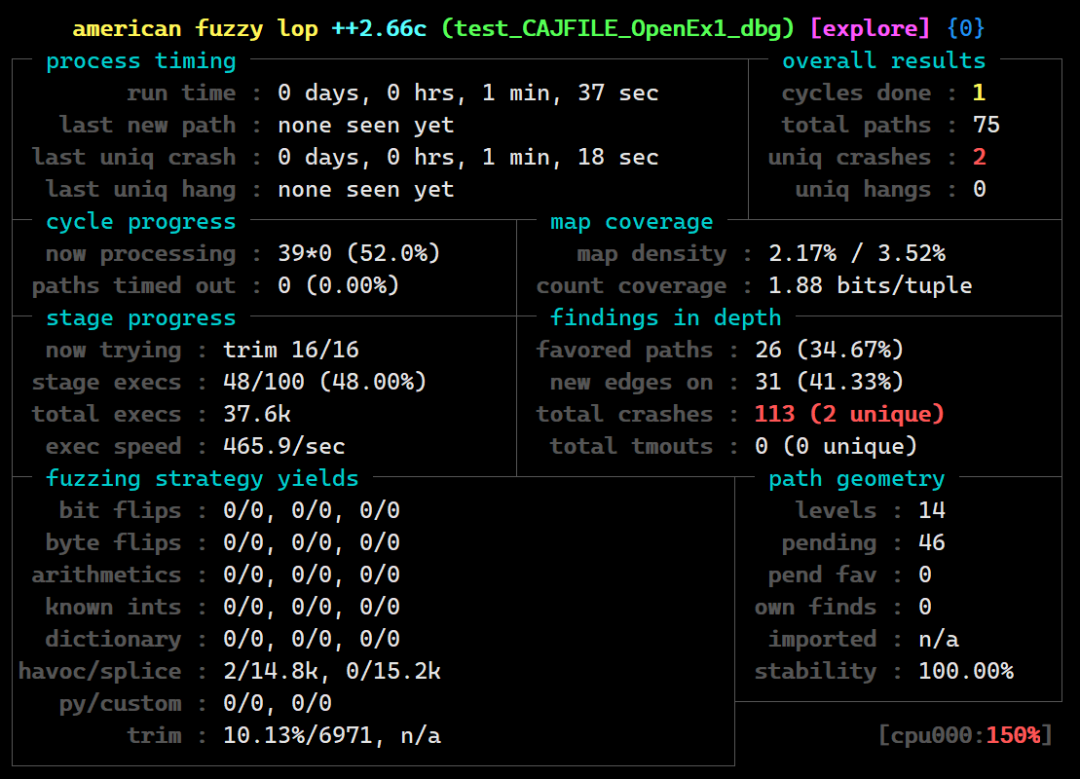 american fuzzy lop ++2.66c (test_CAJFILE_OpenEx1_dbg) [explore] {0}
process timing
run time : 0 days, 0 hrs, 1 min, 37 sec
last new path : none seen yet
last uniq crash : 0 days, 0 hrs, 1 min, 18 sec
last uniq hang : none seen yet
overall results
cycles done : 1
total paths : 75
uniq crashes : 2
uniq hangs : 0
cycle progress
now processing : 39*0 (52.0%)
paths timed out : 0 (0.00%)
map coverage
map density : 2.17% / 3.52%
count coverage : 1.88 bits/tuple
stage progress
now trying : trim 16/16
stage execs : 48/100 (48.00%)
total execs : 37.6k
exec speed : 465.9/sec
findings in depth
favored paths : 26 (34.67%)
new edges on : 31 (41.33%)
total crashes : 113 (2 unique)
total tmouts : 0 (0 unique)
fuzzing strategy yields
bit flips : 0/0, 0/0, 0/0
byte flips : 0/0, 0/0, 0/0
arithmetics : 0/0, 0/0, 0/0
known ints : 0/0, 0/0, 0/0
dictionary : 0/0, 0/0, 0/0
havoc/splice : 2/14.8k, 0/15.2k
py/custom : 0/0, 0/0
trim : 10.13%/6971, n/a
path geometry
levels : 14
pending : 46
pend fav : 0
own finds : 0
imported : n/a
stability : 100.00%
[cpu000:150%]